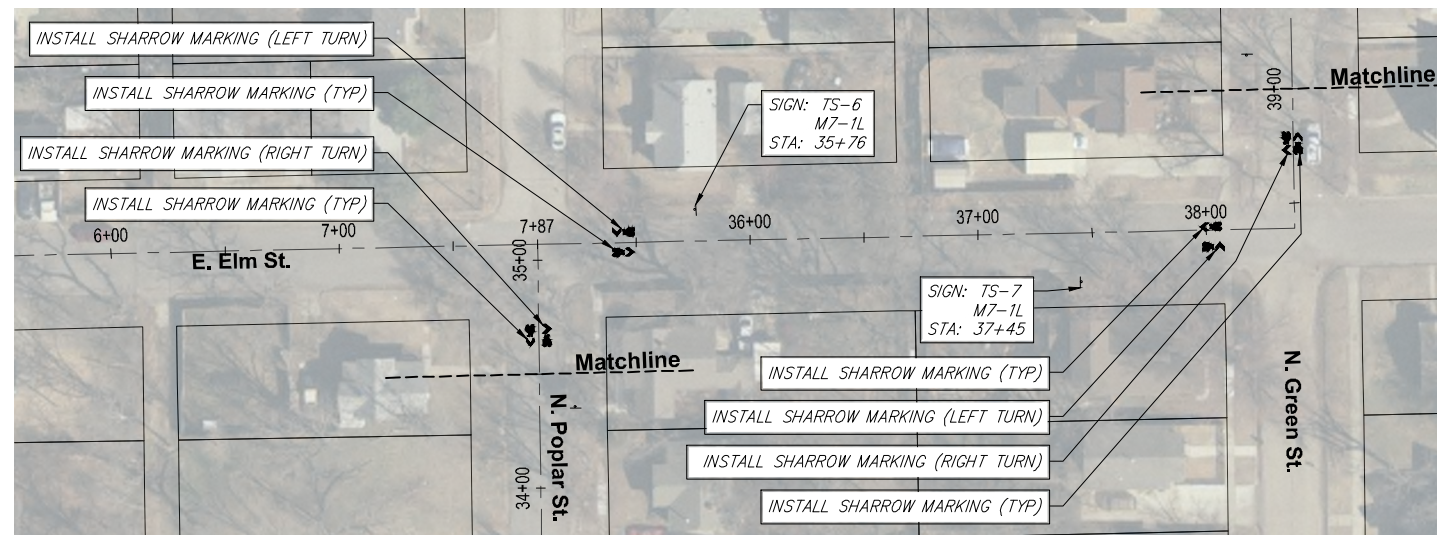 INSTALL SHARROW MARKING (LEFT TURN)
INSTALL SHARROW MARKING (TYP)
INSTALL SHARROW MARKING (RIGHT TURN)
INSTALL SHARROW MARKING (TYP)
SIGN: TS-6
M7-1L
STA: 35+76
39+00
Matchline
6+00
7+00
7+87
35+00
36+00
37+00
38+00
E. Elm St.
SIGN: TS-7
M7-1L
STA: 37+45
Matchline
N. Poplar St.
34+00
INSTALL SHARROW MARKING (TYP)
INSTALL SHARROW MARKING (LEFT TURN)
INSTALL SHARROW MARKING (RIGHT TURN)
INSTALL SHARROW MARKING (TYP)
N. Green St.